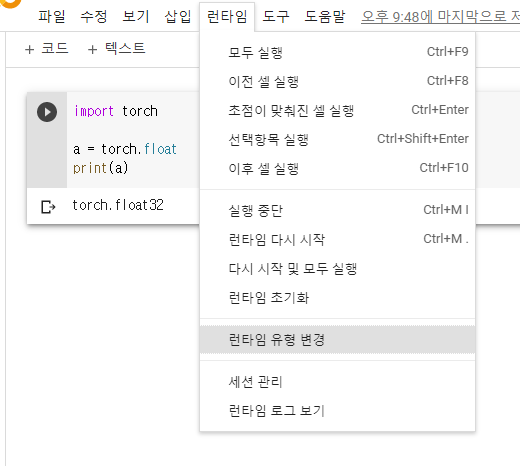 파일 수정 보기 삽입 런타임 도구 도움말 오후 9:48에 마지막으로 저
+ 코드 + 텍스트
모두 실행 Ctrl+F9
이전 셀 실행 Ctrl+F8
초점이 맞춰진 셀 실행 Ctrl+Enter
선택항목 실행 Ctrl+Shift+Enter
이후 셀 실행 Ctrl+F10
실행 중단 Ctrl+M I
런타임 다시 시작 Ctrl+M .
다시 시작 및 모두 실행
런타임 초기화
런타임 유형 변경
세션 관리
런타임 로그 보기
import torch
a = torch.float
print(a)
torch.float32